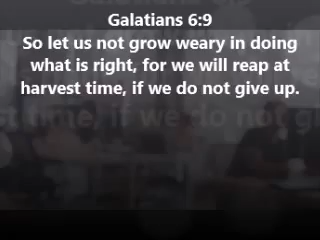 Galatians 6:9
So let us not grow weary in doing
what is right, for we will reap at
harvest time, if we do not give up.